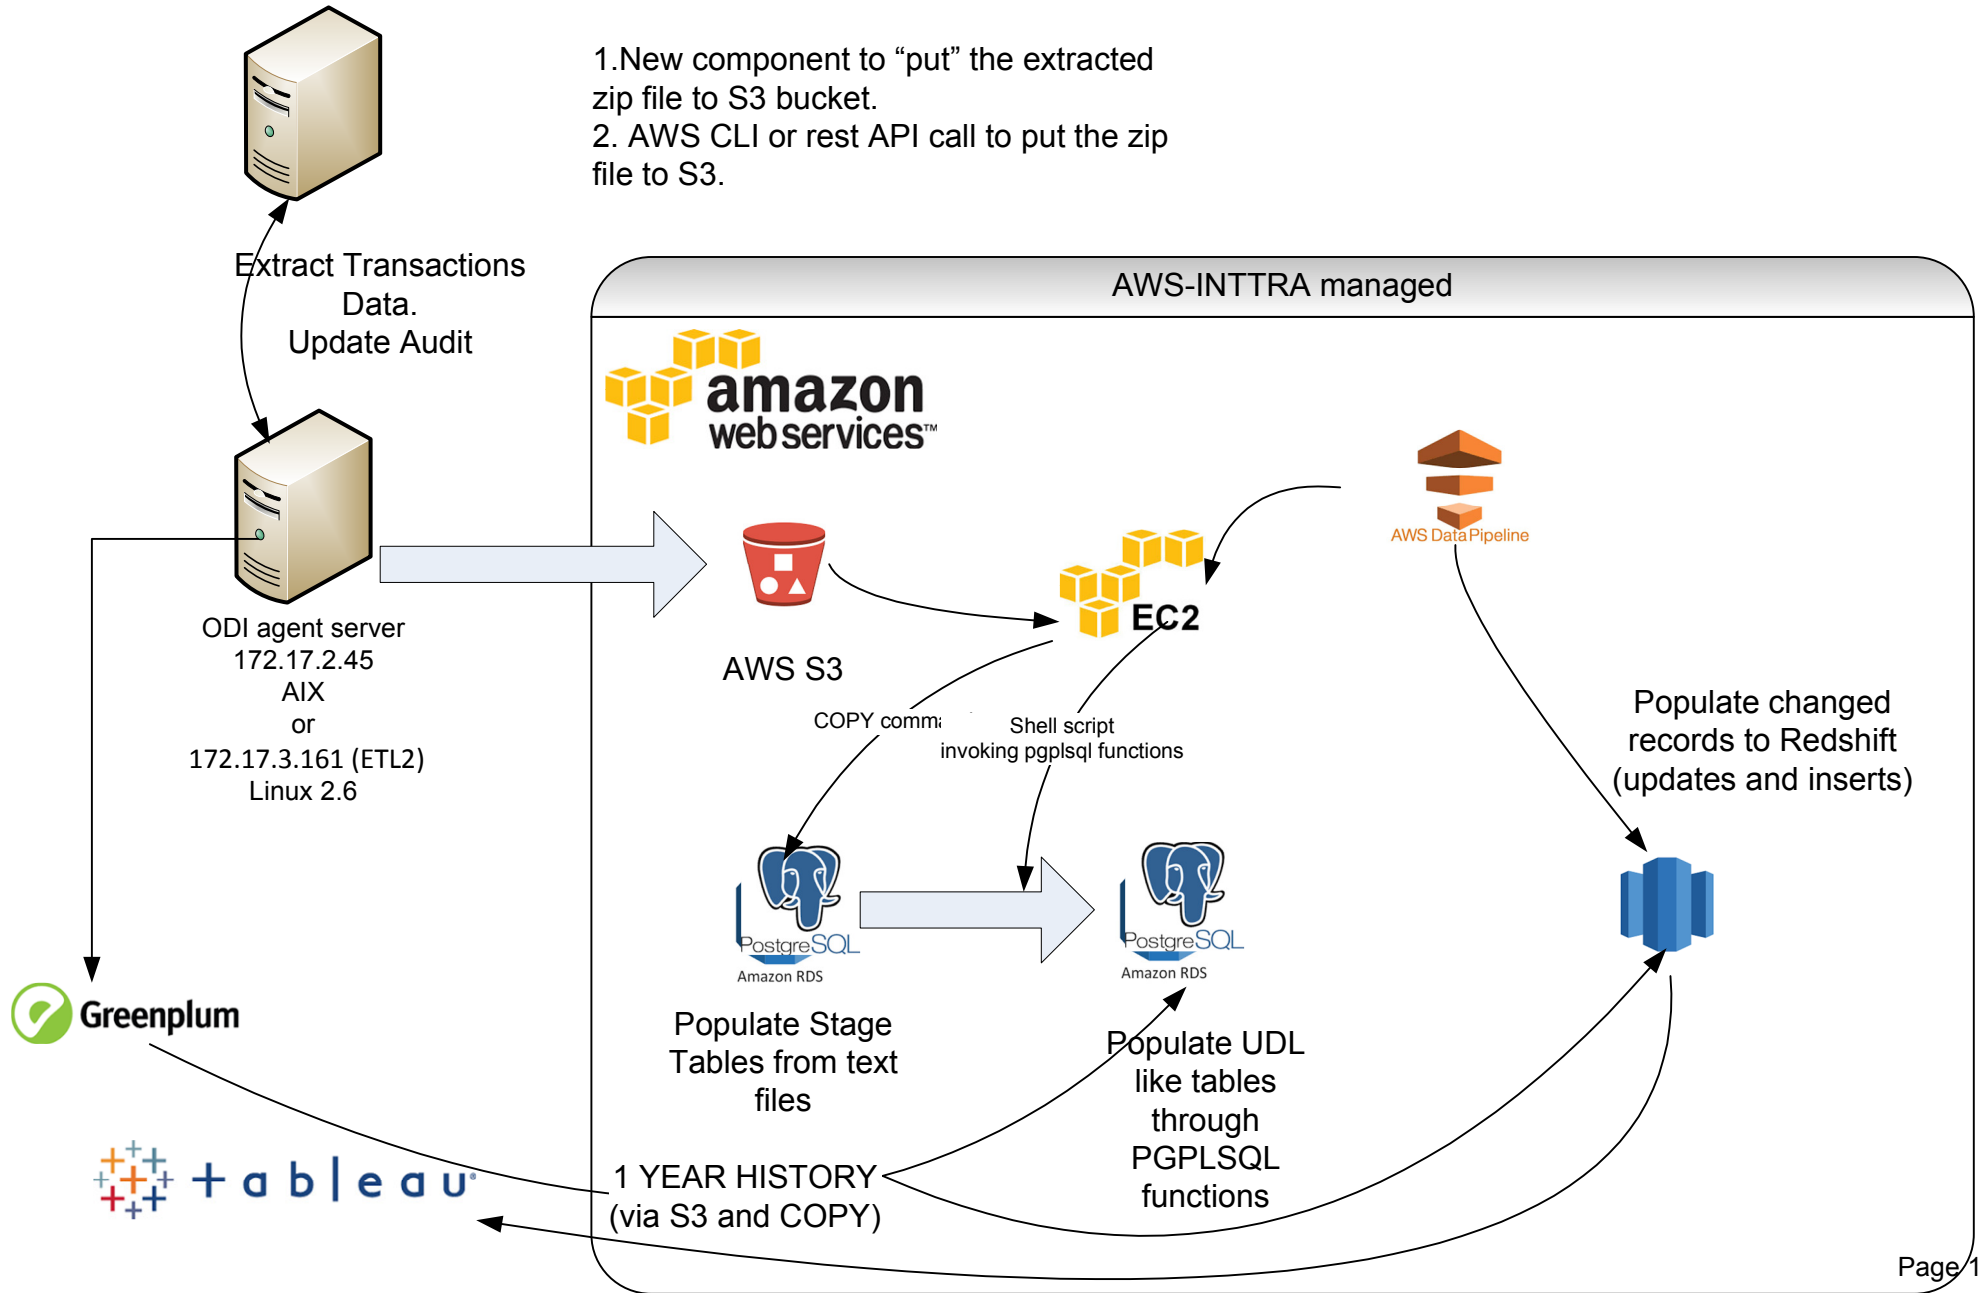 1.New component to “put” the extracted
zip file to S3 bucket.
2. AWS CLI or rest API call to put the zip
file to S3.
Extract Transactions
Data.
Update Audit
AWS-INTTRA managed
amazon
web services™
AWS Data Pipeline
EC2
ODI agent server
172.17.2.45
AIX
or
172.17.3.161 (ETL2)
Linux 2.6
AWS S3
COPY
Shell script
invoking pgplsql functions
Populate changed
records to Redshift
(updates and inserts)
PostgreSQL
Amazon RDS
PostgreSQL
Amazon RDS
Greenplum
Populate Stage
Tables from text
files
Populate UDL
like tables
through
PGPLSQL
functions
+ableau
1 YEAR HISTORY
(via S3 and COPY)
Page 1